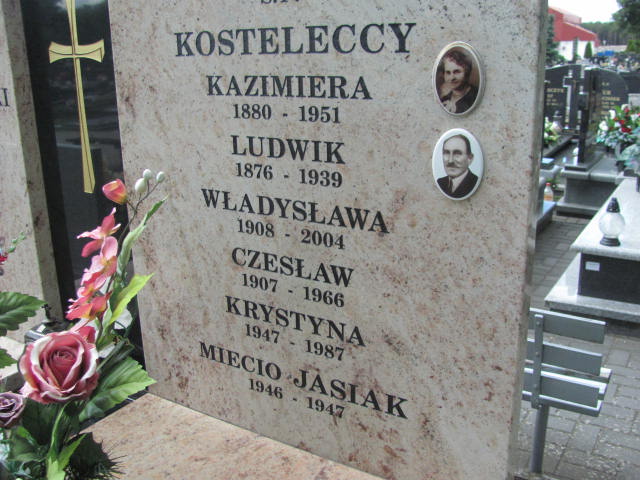 Ś.P.
KOSTELECCY
KAZIMIERA
1880 - 1951
LUDWIK
1876 - 1939
WŁADYSŁAWA
1908 - 2004
CZESŁAW
1907 - 1966
KRYSTYNA
1947 - 1987
MIECIO JASIAK
1946 - 1947